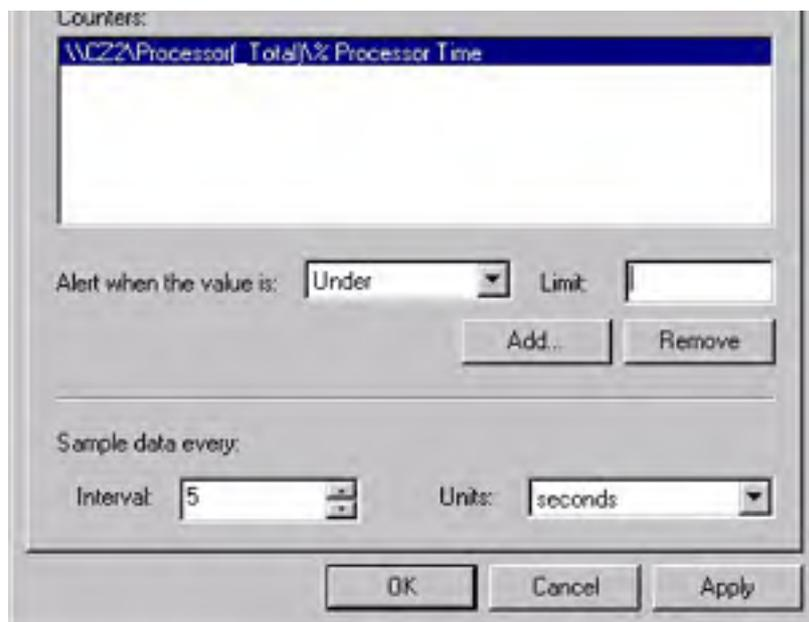 Counters:
\\CZ2\Processor(_Total)\% Processor Time
Alert when the value is: Under Limit:
Add... Remove
Sample data every:
Interval: 5 Units: seconds
OK Cancel Apply